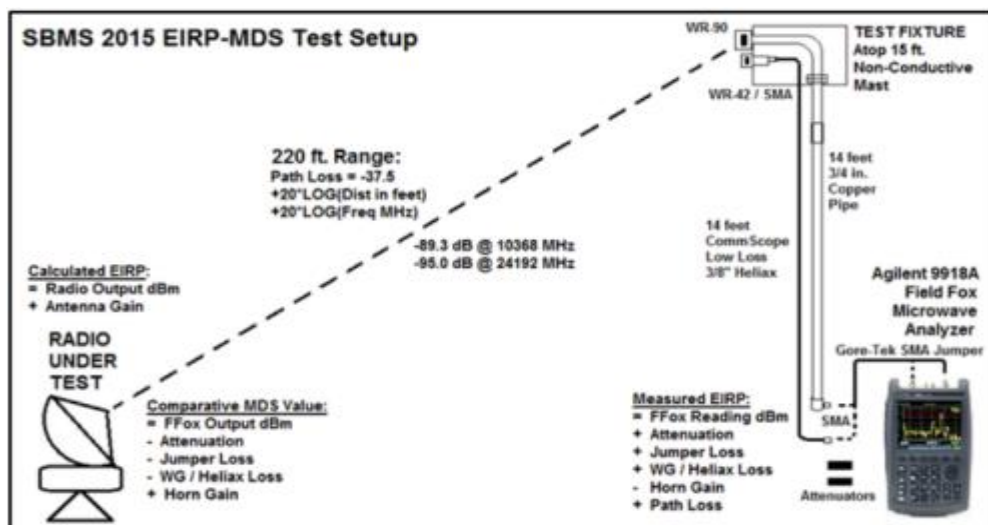 SBMS 2015 EIRP-MDS Test Setup
WR-90
TEST FIXTURE
Atop 15 ft.
Non-Conductive
Mast
WR-42 / SMA
220 ft. Range:
Path Loss = -37.5
+20*LOG(Dist in feet)
+20*LOG(Freq MHz)
14 feet
3/4 in.
Copper
Pipe
-89.3 dB @ 10368 MHz
-95.0 dB @ 24192 MHz
14 feet
CommScope
Low Loss
3/8" Heliax
Calculated EIRP:
= Radio Output dBm
+ Antenna Gain
Agilent 9918A
Field Fox
Microwave
Analyzer
Gore-Tek SMA Jumper
RADIO
UNDER
TEST
Comparative MDS Value:
= FFox Output dBm
- Attenuation
- Jumper Loss
- WG / Heliax Loss
+ Horn Gain
Measured EIRP:
= FFox Reading dBm
+ Attenuation
+ Jumper Loss
+ WG / Heliax Loss
- Horn Gain
+ Path Loss
SMA
Attenuators